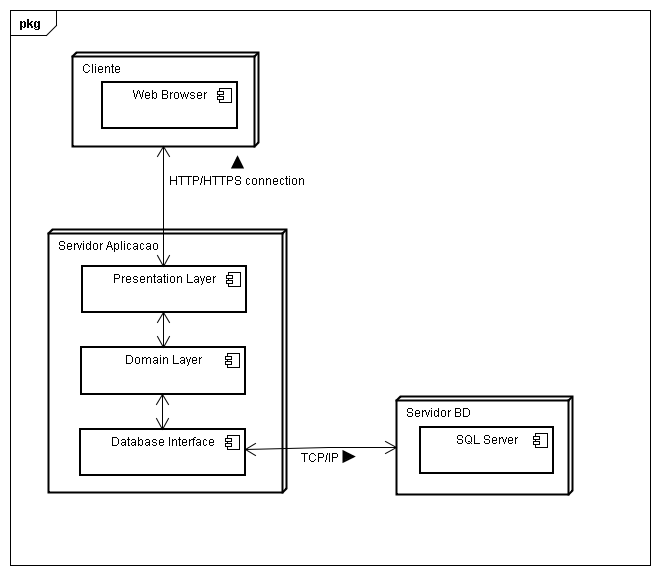 pkg
Cliente
Web Browser
HTTP/HTTPS connection
Servidor Aplicacao
Presentation Layer
Domain Layer
Database Interface
TCP/IP
Servidor BD
SQL Server